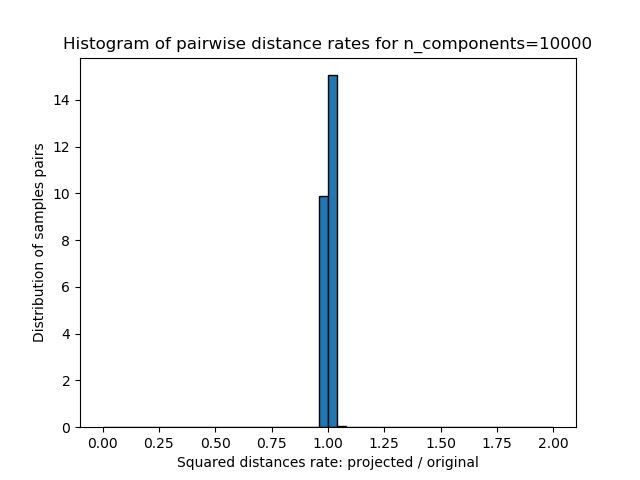 Histogram of pairwise distance rates for n_components=10000
14
12
10
8
6
4
2
0
Distribution of samples pairs
0.00 0.25 0.50 0.75 1.00 1.25 1.50 1.75 2.00
Squared distances rate: projected / original